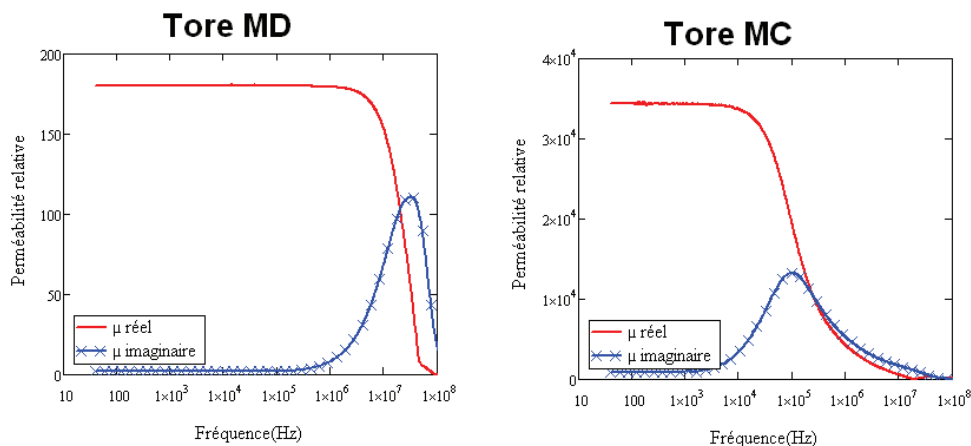 Tore MD
Perméabilité relative
200
150
100
50
0
μ réel
μ imaginaire
10
100
1×10³
1×10⁴
1×10⁵
1×10⁶
1×10⁷
1×10⁸
Fréquence(Hz)
Tore MC
Perméabilité relative
4×10⁴
3×10⁴
2×10⁴
1×10⁴
0
μ réel
μ imaginaire
10
100
1×10³
1×10⁴
1×10⁵
1×10⁶
1×10⁷
1×10⁸
Fréquence(Hz)